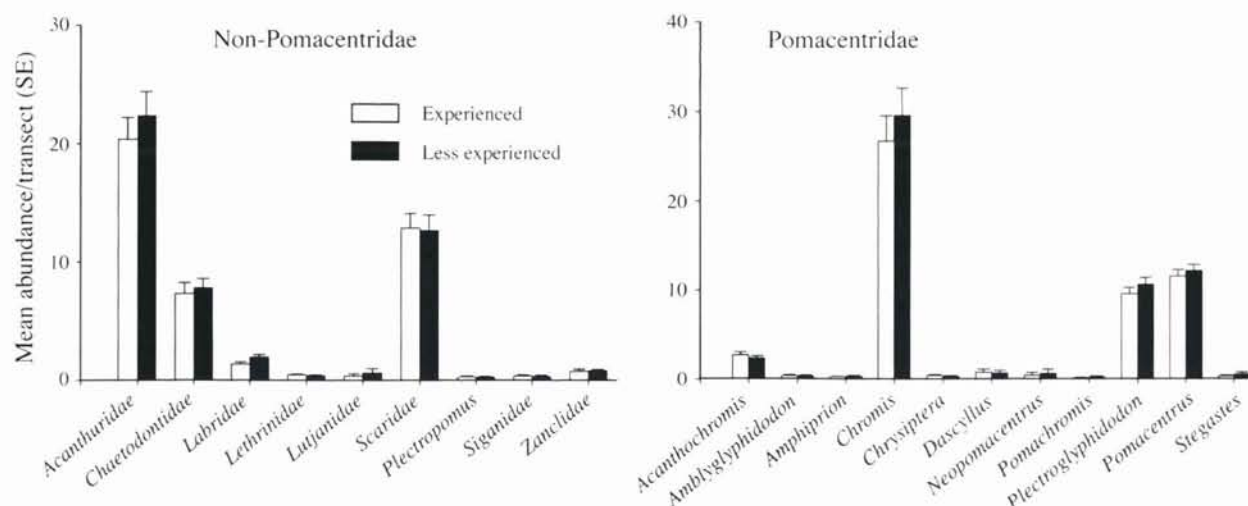 Mean abundance/transect (SE)
30
20
10
0
Non-Pomacentridae
Experienced
Less experienced
Acanthuridae
Chaetodontidae
Labridae
Lethrinidae
Lutjanidae
Scaridae
Plectropomus
Siganidae
Zanclidae
40
30
20
10
0
Pomacentridae
Acanthochromis
Amblyglyphidodon
Amphiprion
Chromis
Chrysiptera
Dascyllus
Neopomacentrus
Pomachromis
Plectroglyphidodon
Pomacentrus
Stegastes